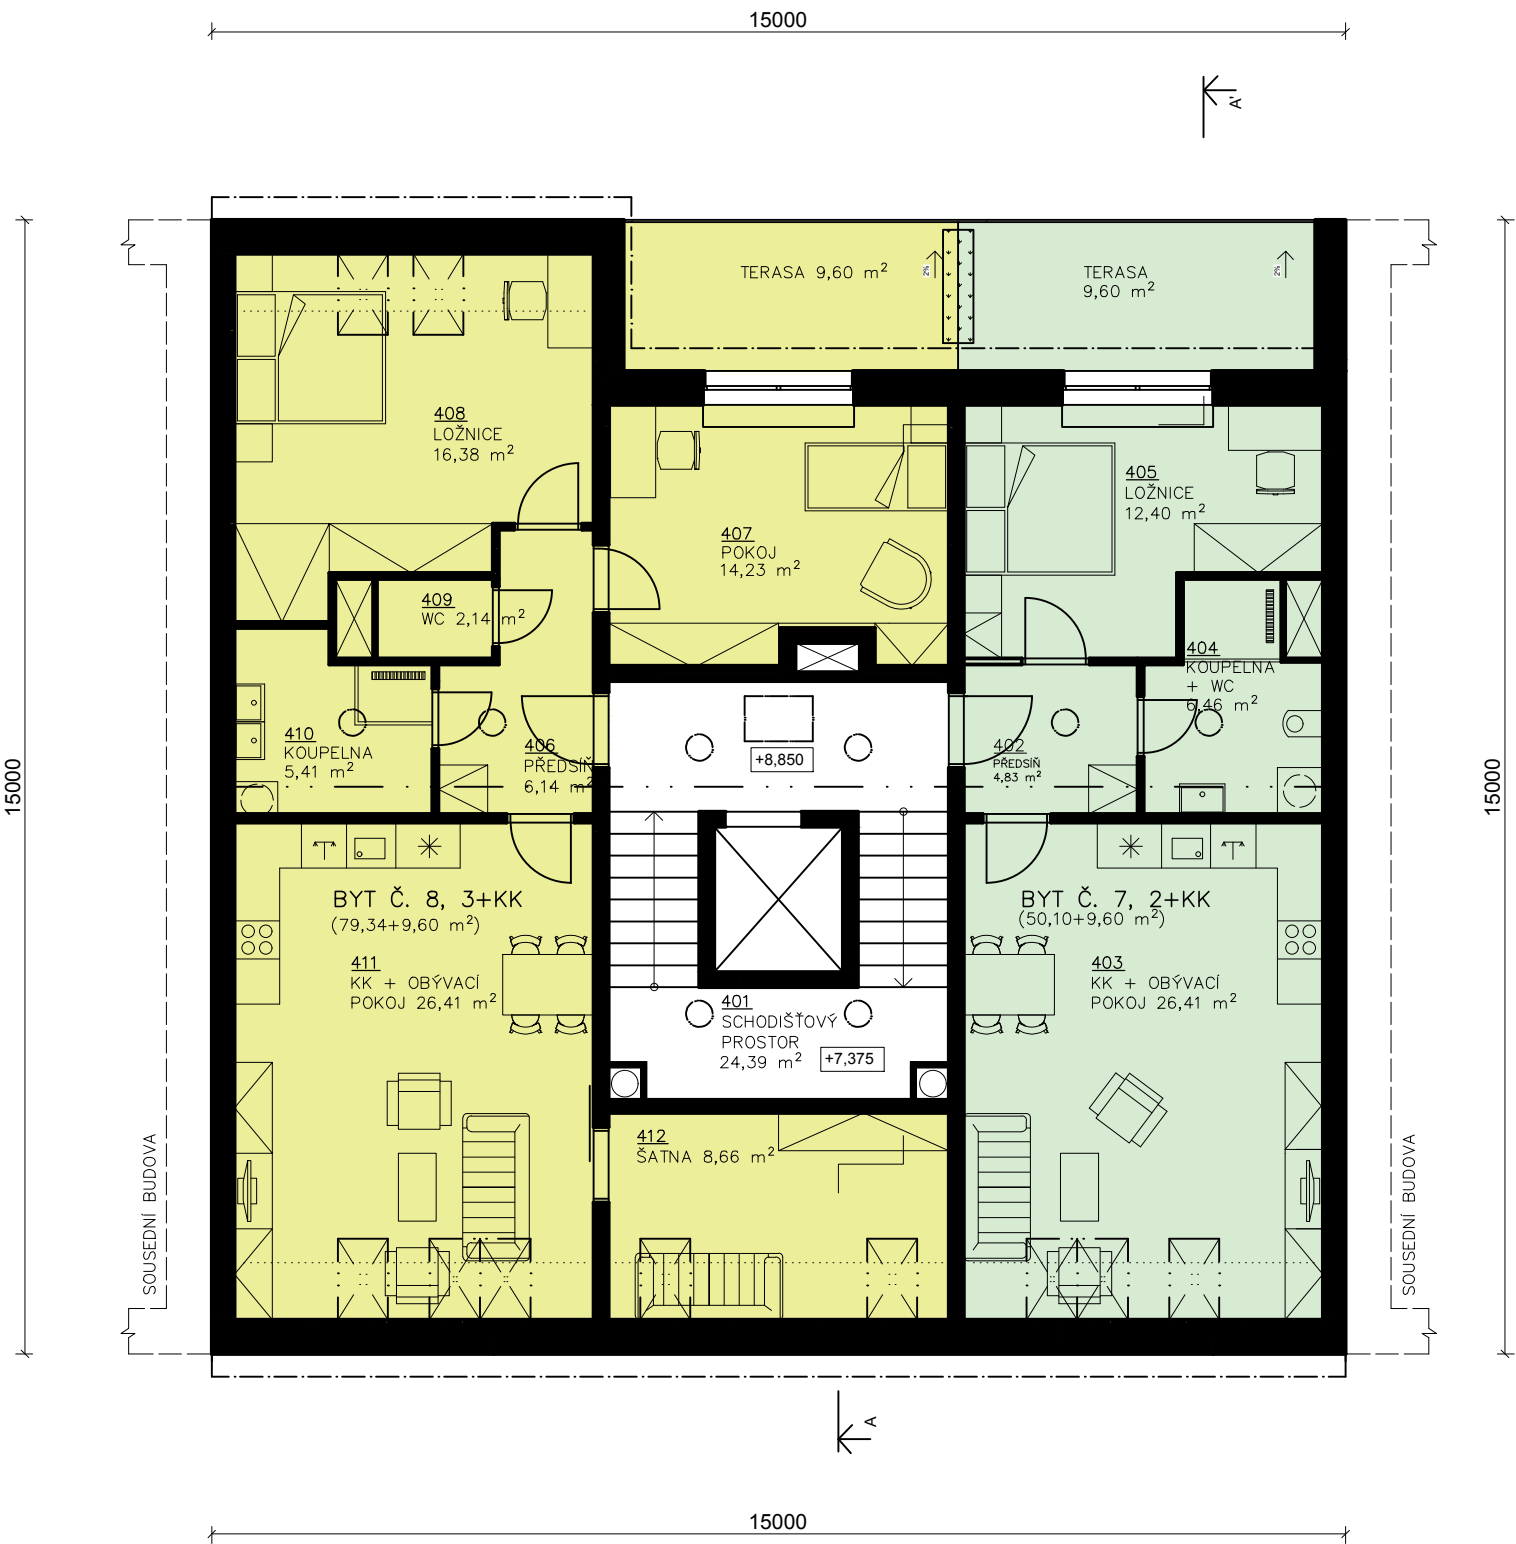 15000
A'
TERASA 9,60 m²
2%
TERASA
9,60 m²
2%
408
LOŽNICE
16,38 m²
407
POKOJ
14,23 m²
405
LOŽNICE
12,40 m²
409
WC 2,14 m²
404
KOUPELNA
+ WC
6,46 m²
410
KOUPELNA
5,41 m²
406
PŘEDSÍŇ
6,14 m²
+8,850
402
PŘEDSÍŇ
4,83 m²
15000
15000
BYT Č. 8, 3+KK
(79,34+9,60 m²)
411
KK + OBÝVACÍ
POKOJ 26,41 m²
BYT Č. 7, 2+KK
(50,10+9,60 m²)
403
KK + OBÝVACÍ
POKOJ 26,41 m²
401
SCHODIŠŤOVÝ
PROSTOR
24,39 m²
+7,375
412
ŠATNA 8,66 m²
SOUSEDNÍ BUDOVA
SOUSEDNÍ BUDOVA
A
15000